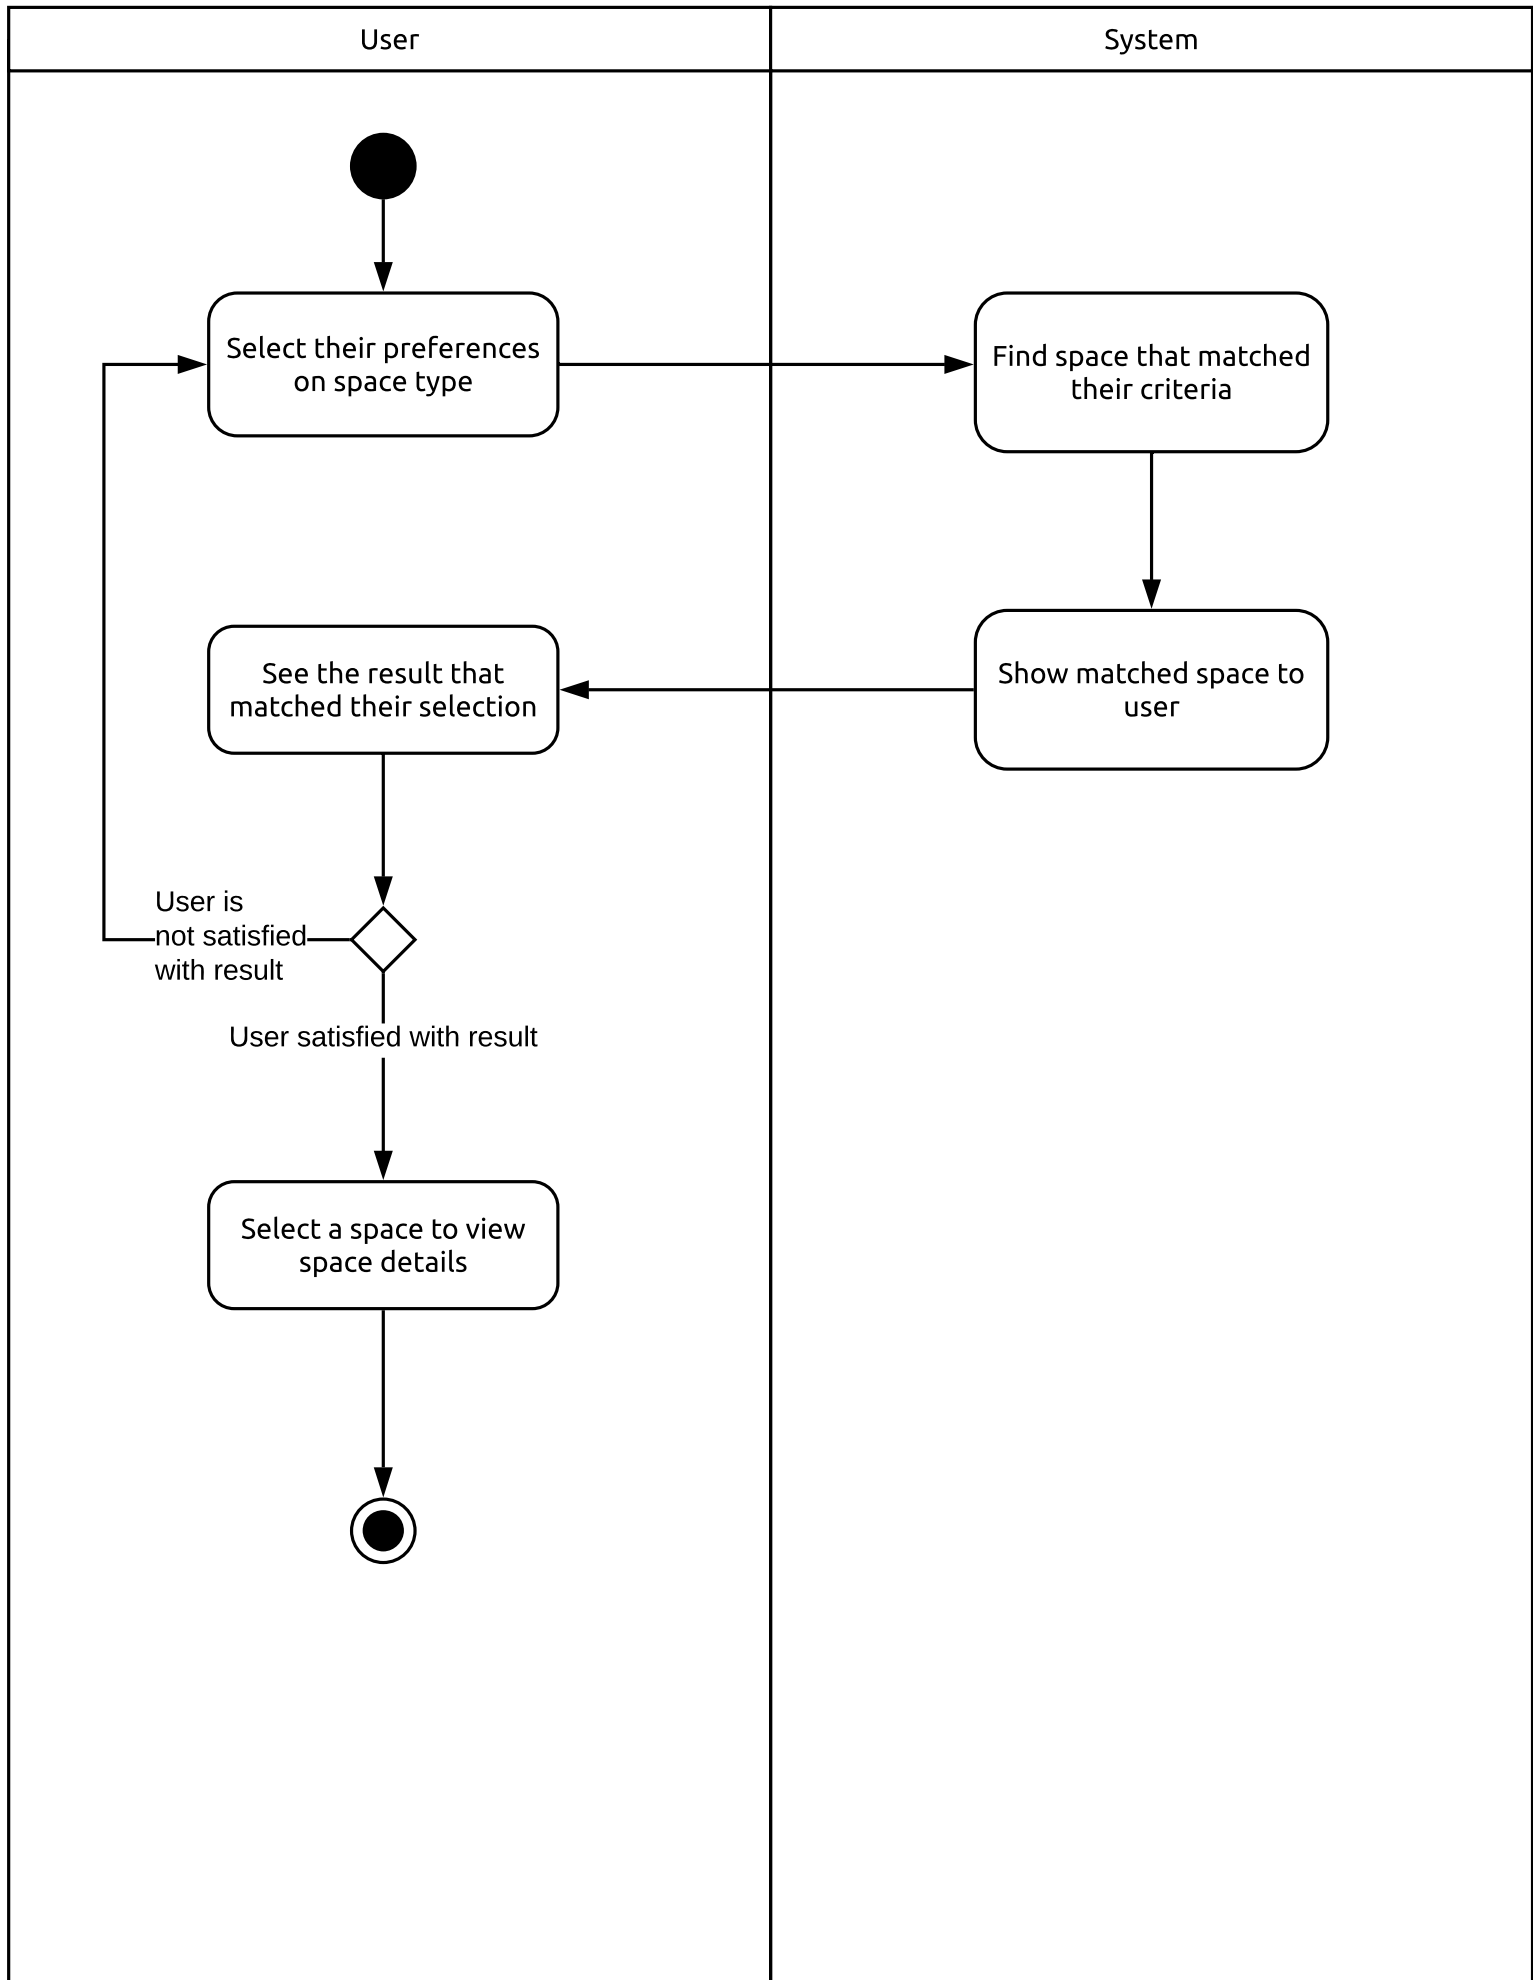 User
System
Select their preferences
on space type
Find space that matched
their criteria
See the result that
matched their selection
Show matched space to
user
User is
not satisfied
with result
User satisfied with result
Select a space to view
space details